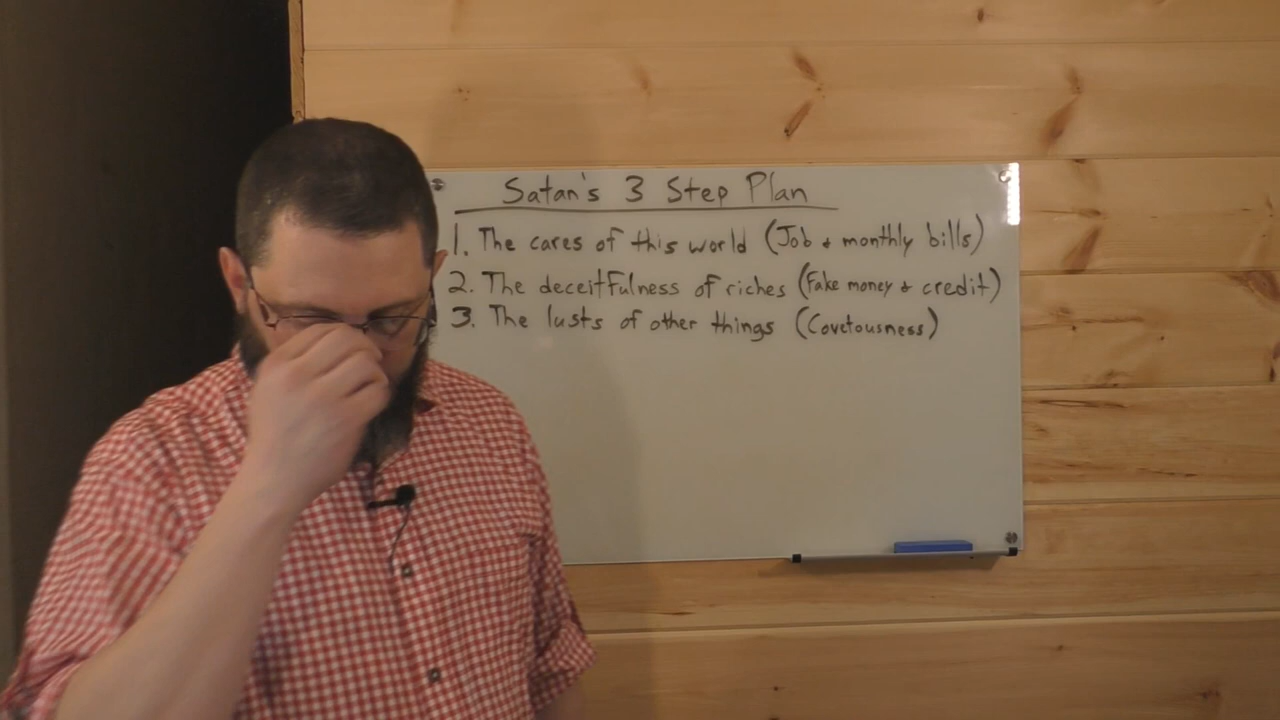 Satan's 3 Step Plan
1. The cares of this world (Job & monthly bills)
2. The deceitfulness of riches (Fake money & credit)
3. The lusts of other things (Covetousness)